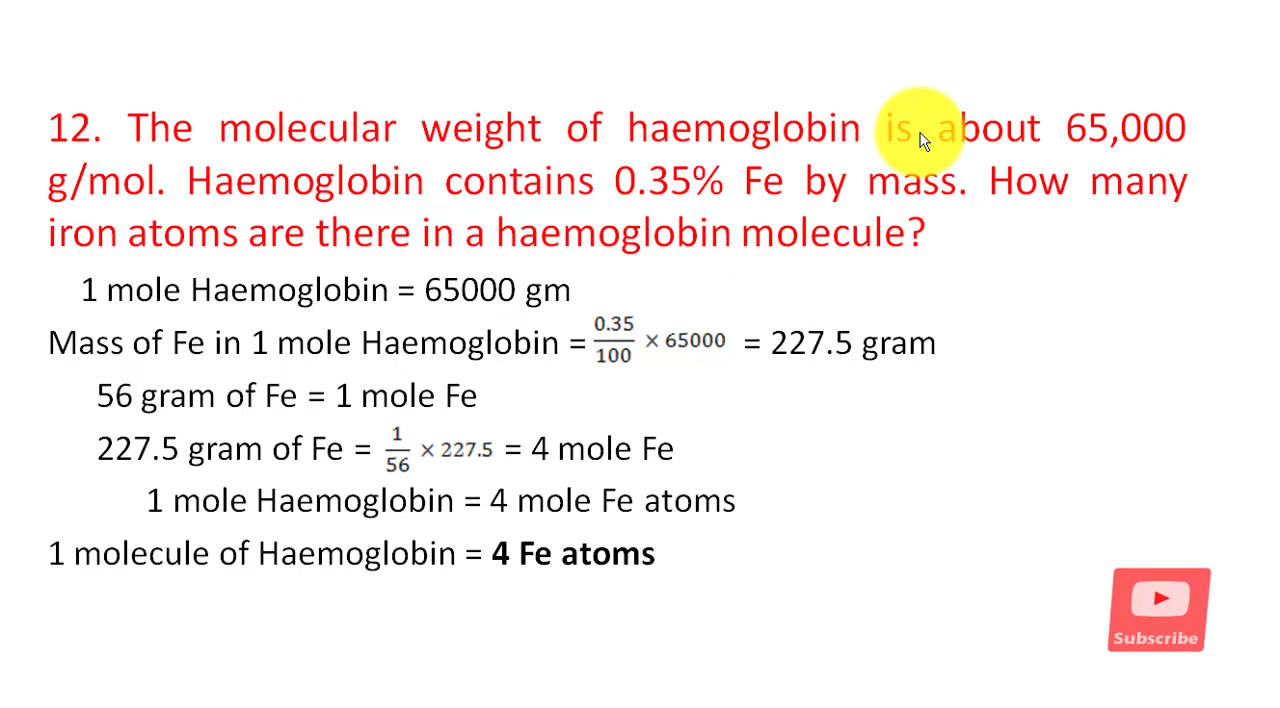 12. The molecular weight of haemoglobin is about 65,000
g/mol. Haemoglobin contains 0.35% Fe by mass. How many
iron atoms are there in a haemoglobin molecule?
1 mole Haemoglobin = 65000 gm
Mass of Fe in 1 mole Haemoglobin = 0.35/100 × 65000 = 227.5 gram
56 gram of Fe = 1 mole Fe
227.5 gram of Fe = 1/56 × 227.5 = 4 mole Fe
1 mole Haemoglobin = 4 mole Fe atoms
1 molecule of Haemoglobin = 4 Fe atoms
Subscribe